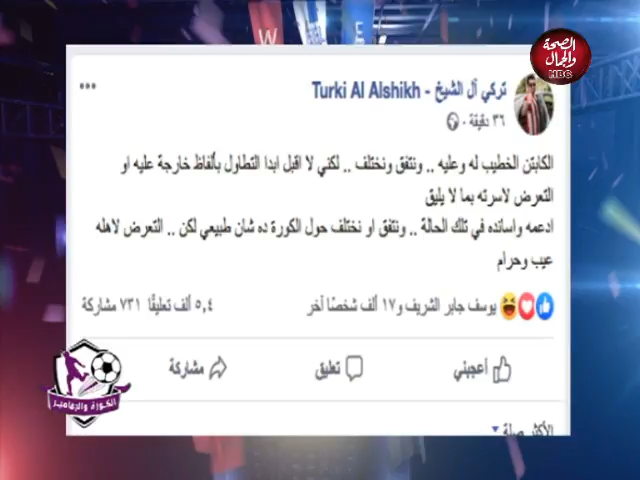 W
E
الصحة
والجمال
HBC
تركي آل الشيخ - Turki Al Alshikh
٣٦ دقيقة ·
الكابتن الخطيب له وعليه .. ونتفق ونختلف .. لكني لا اقبل ابدا التطاول بألفاظ خارجة عليه او
التعرض لاسرته بما لا يليق
ادعمه واسانده في تلك الحالة .. ونتفق او نختلف حول الكورة ده شان طبيعي لكن .. التعرض لاهله
عيب وحرام
يوسف جابر الشريف و١٧ ألف شخصًا آخر
٥,٤ ألف تعليقًا ٧٣١ مشاركة
أعجبني
تعليق
مشاركة
الأكثر صلة
الكورة والجماهير